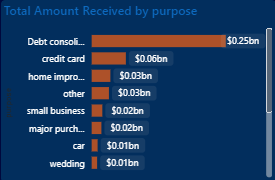 Total Amount Received by purpose
Debt consoli... $0.25bn
credit card $0.06bn
home impro... $0.03bn
other $0.03bn
small business $0.02bn
major purch... $0.02bn
car $0.01bn
wedding $0.01bn